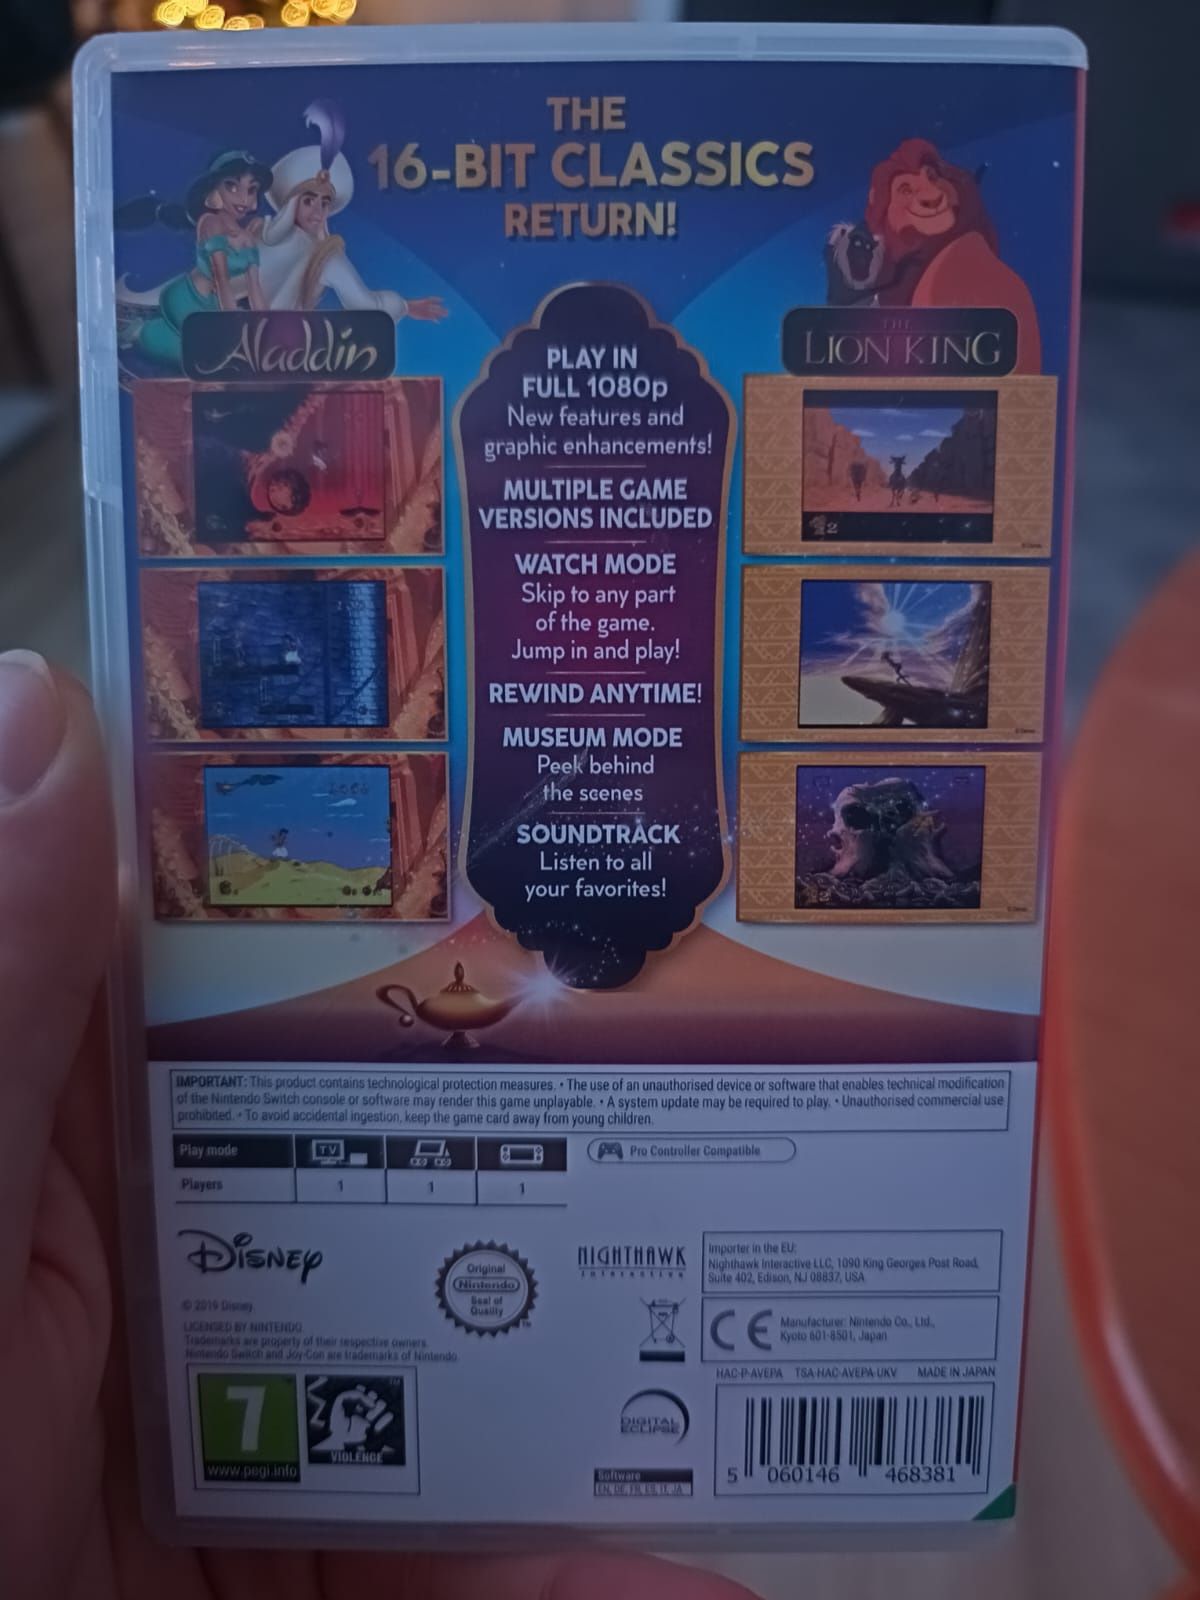 THE
16-BIT CLASSICS
RETURN!
Aladdin
THE
LION KING
PLAY IN
FULL 1080p
New features and
graphic enhancements!
MULTIPLE GAME
VERSIONS INCLUDED
WATCH MODE
Skip to any part
of the game.
Jump in and play!
REWIND ANYTIME!
MUSEUM MODE
Peek behind
the scenes
SOUNDTRACK
Listen to all
your favorites!
IMPORTANT: This product contains technological protection measures. • The use of an unauthorised device or software that enables technical modification
of the Nintendo Switch console or software may render this game unplayable. • A system update may be required to play. • Unauthorised commercial use
prohibited. • To avoid accidental ingestion, keep the game card away from young children.
Play mode TV
Pro Controller Compatible
Players 1 1 1
Disney
Original
Nintendo
Seal of
Quality
NIGHTHAWK
Interactive
Importer in the EU:
Nighthawk Interactive LLC, 1090 King Georges Post Road,
Suite 402, Edison, NJ 08837, USA
© 2019 Disney.
LICENSED BY NINTENDO
Trademarks are property of their respective owners.
Nintendo Switch and Joy-Con are trademarks of Nintendo.
CE
Manufacturer: Nintendo Co., Ltd.,
Kyoto 601-8501, Japan
HAC-P-AVEPA TSA-HAC-AVEPA-UKV MADE IN JAPAN
7
www.pegi.info
VIOLENCE
DIGITAL
ECLIPSE
Software
EN, DE, FR, ES, IT, JA
5 060146 468381